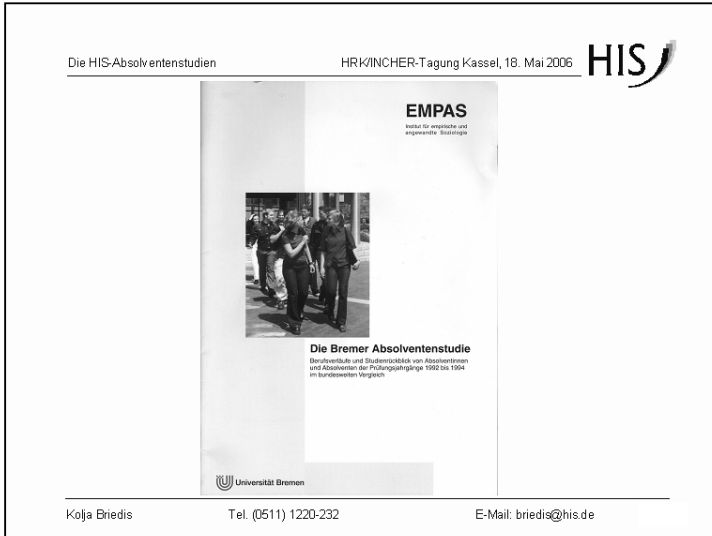 Die HIS-Absolventenstudien
HRK/INCHER-Tagung Kassel, 18. Mai 2006
HIS
EMPAS
Institut für empirische und
angewandte Soziologie
Die Bremer Absolventenstudie
Berufsverläufe und Studienrückblick von Absolventinnen
und Absolventen der Prüfungsjahrgänge 1992 bis 1994
im bundesweiten Vergleich
Universität Bremen
Kolja Briedis
Tel. (0511) 1220-232
E-Mail: briedis@his.de